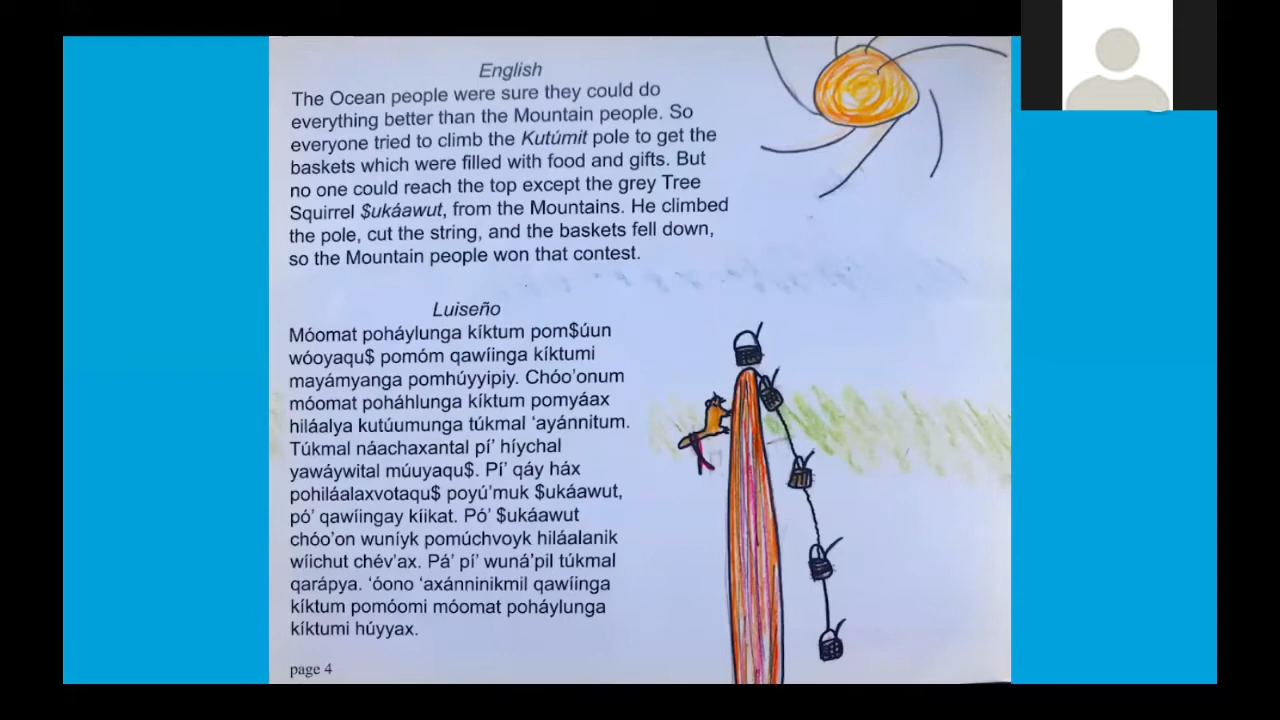 English
The Ocean people were sure they could do
everything better than the Mountain people. So
everyone tried to climb the Kutúmit pole to get the
baskets which were filled with food and gifts. But
no one could reach the top except the grey Tree
Squirrel $ukáawut, from the Mountains. He climbed
the pole, cut the string, and the baskets fell down,
so the Mountain people won that contest.
Luiseño
Móomat poháylunga kíktum pom$úun
wóoyaqu$ pomóm qawíinga kíktumi
mayámyanga pomhúyyipiy. Chóo'onum
móomat poháhlunga kíktum pomyáax
hiláalya kutúumunga túkmal 'ayánnitum.
Túkmal náachaxantal pí' híychal
yawáywital múuyaqu$. Pí' qáy háx
pohiláalaxvotaqu$ poyú'muk $ukáawut,
pó' qawíingay kíikat. Pó' $ukáawut
chóo'on wuníyk pomúchvoyk hiláalanik
wíichut chév'ax. Pá' pí' wuná'pil túkmal
qarápya. 'óono 'axánninikmil qawíinga
kíktum pomóomi móomat poháylunga
kíktumi húyyax.
page 4